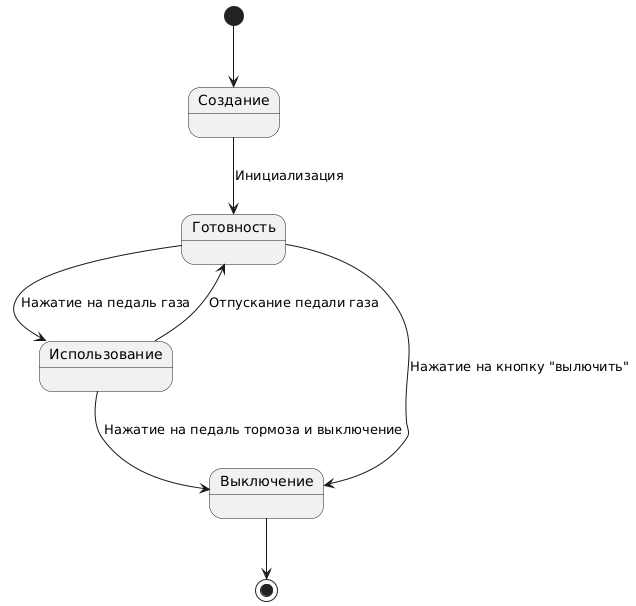 Создание
Инициализация
Готовность
Нажатие на педаль газа
Отпускание педали газа
Использование
Нажатие на кнопку "вылючить"
Нажатие на педаль тормоза и выключение
Выключение